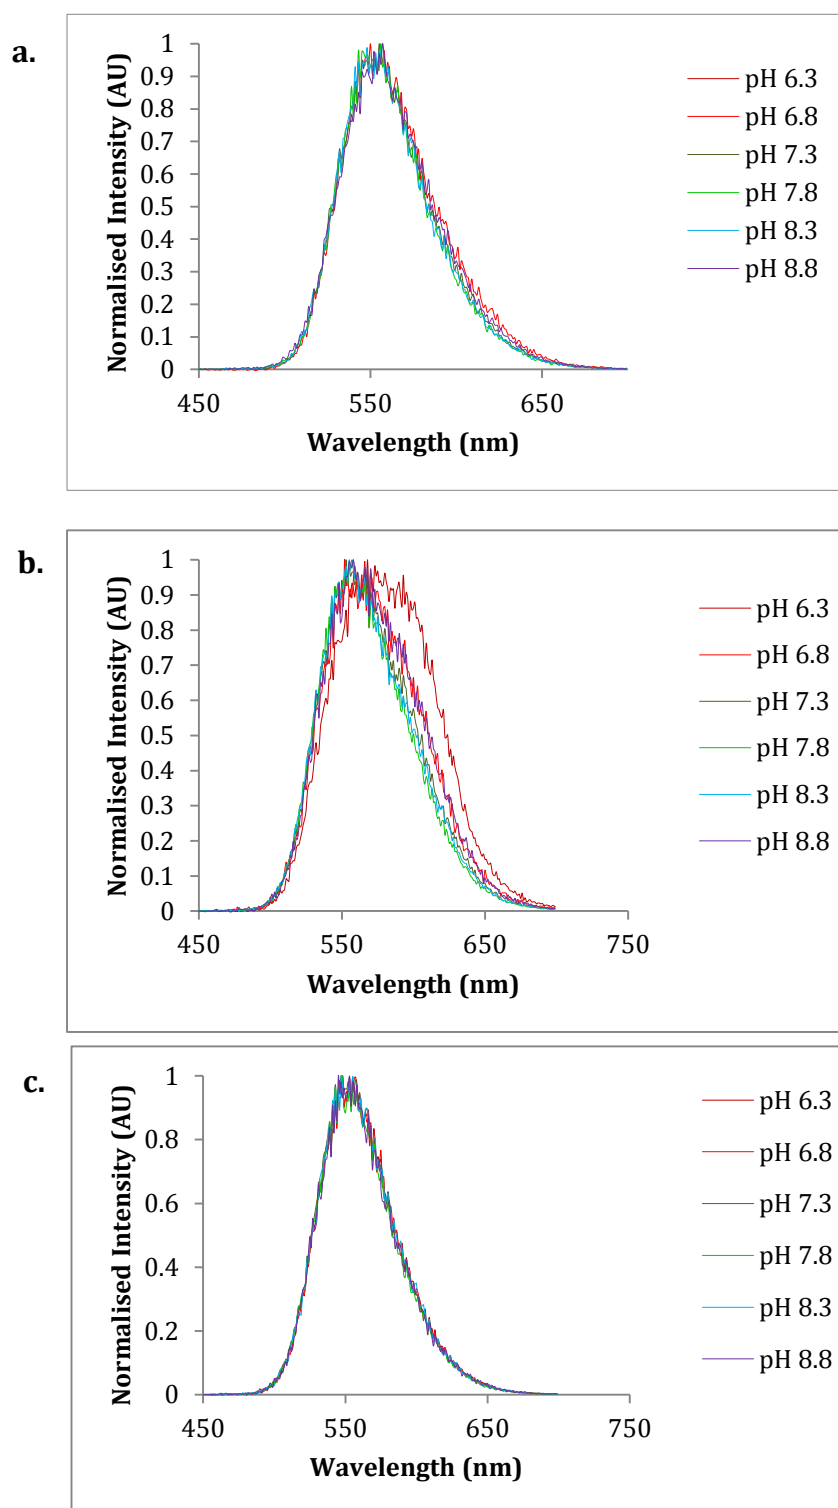 a.
Normalised Intensity (AU)
1
0.9
0.8
0.7
0.6
0.5
0.4
0.3
0.2
0.1
0
450 550 650
Wavelength (nm)
pH 6.3
pH 6.8
pH 7.3
pH 7.8
pH 8.3
pH 8.8
b.
Normalised Intensity (AU)
1
0.9
0.8
0.7
0.6
0.5
0.4
0.3
0.2
0.1
0
450 550 650 750
Wavelength (nm)
pH 6.3
pH 6.8
pH 7.3
pH 7.8
pH 8.3
pH 8.8
c.
Normalised Intensity (AU)
1
0.8
0.6
0.4
0.2
0
450 550 650 750
Wavelength (nm)
pH 6.3
pH 6.8
pH 7.3
pH 7.8
pH 8.3
pH 8.8